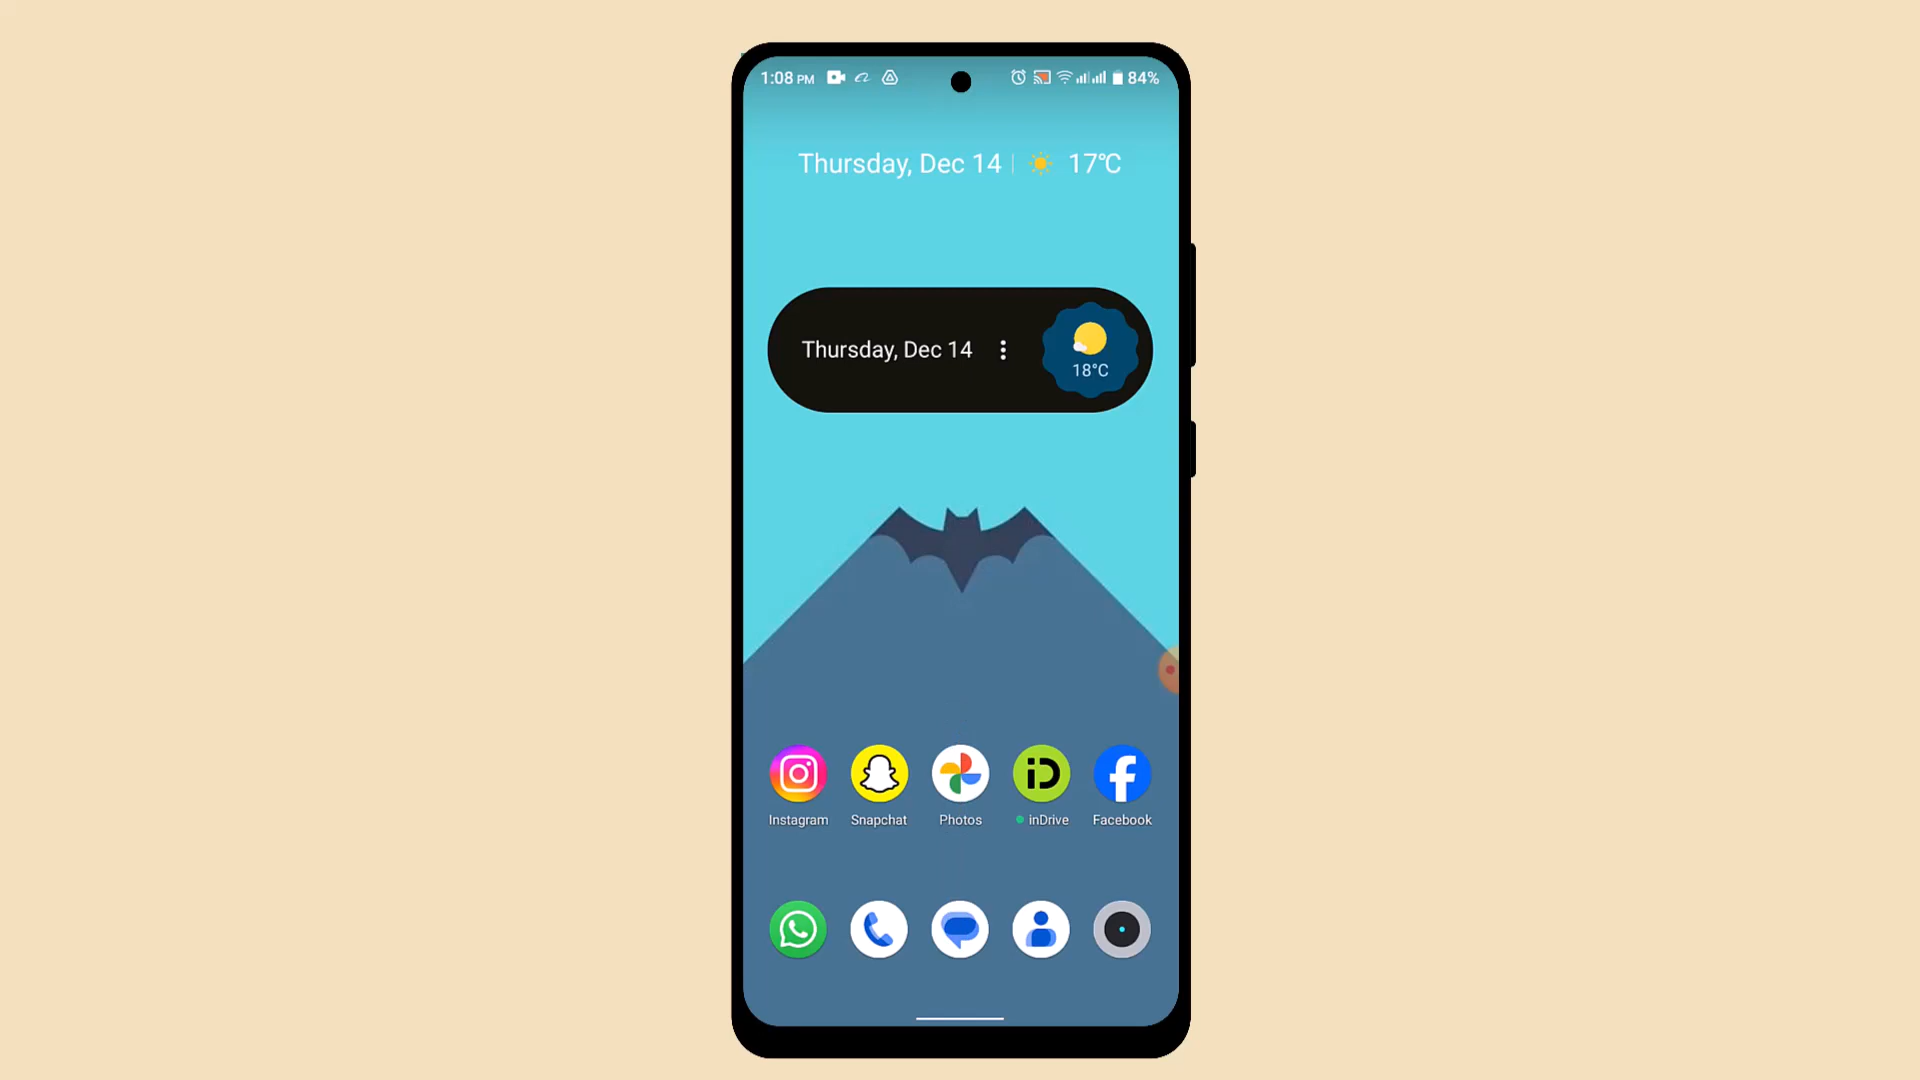 1:08 PM 84%
Thursday, Dec 14 17°C
Thursday, Dec 14
18°C
Instagram Snapchat Photos inDrive Facebook